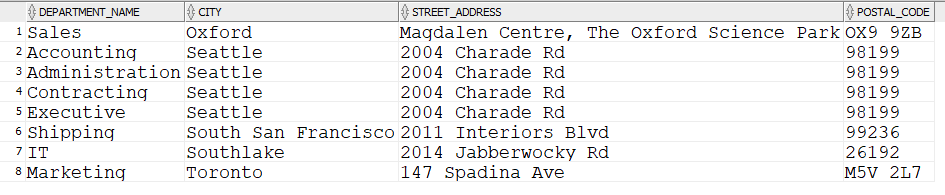 DEPARTMENT_NAME CITY STREET_ADDRESS POSTAL_CODE
1 Sales Oxford Magdalen Centre, The Oxford Science Park OX9 9ZB
2 Accounting Seattle 2004 Charade Rd 98199
3 Administration Seattle 2004 Charade Rd 98199
4 Contracting Seattle 2004 Charade Rd 98199
5 Executive Seattle 2004 Charade Rd 98199
6 Shipping South San Francisco 2011 Interiors Blvd 99236
7 IT Southlake 2014 Jabberwocky Rd 26192
8 Marketing Toronto 147 Spadina Ave M5V 2L7